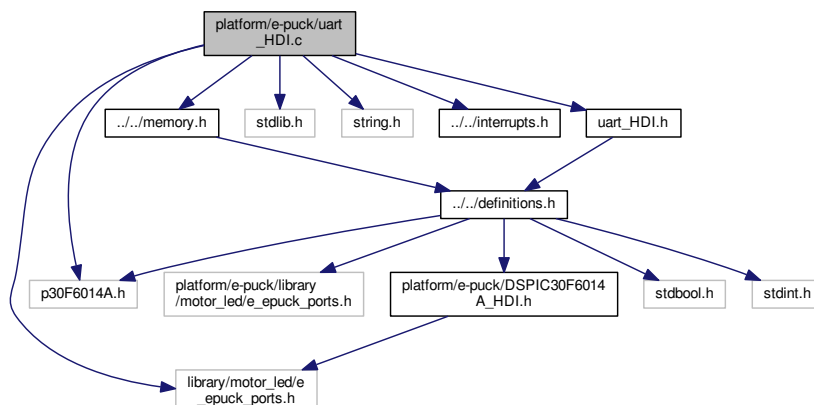 platform/e-puck/uart
_HDI.c
../../memory.h
stdlib.h
string.h
../../interrupts.h
uart_HDI.h
../../definitions.h
p30F6014A.h
platform/e-puck/library
/motor_led/e_epuck_ports.h
platform/e-puck/DSPIC30F6014
A_HDI.h
stdbool.h
stdint.h
library/motor_led/e
_epuck_ports.h